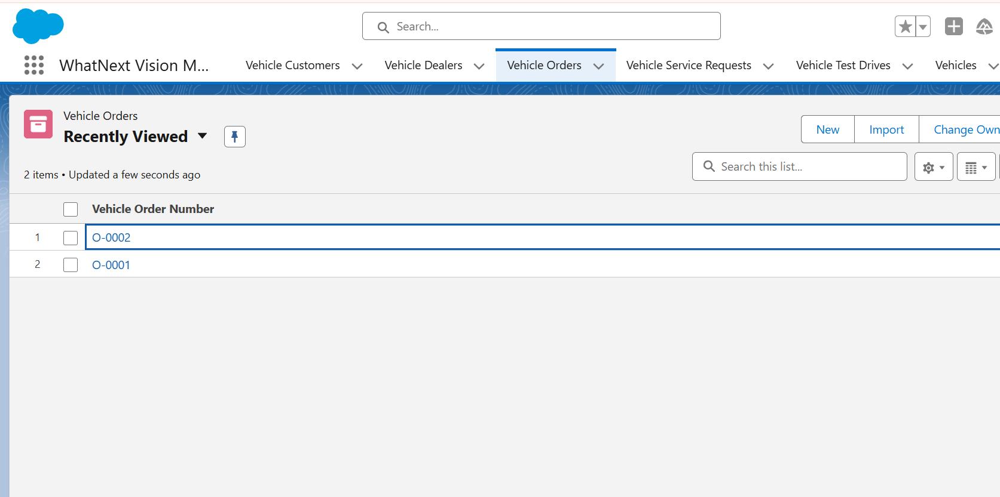 Search...
WhatNext Vision M...
Vehicle Customers
Vehicle Dealers
Vehicle Orders
Vehicle Service Requests
Vehicle Test Drives
Vehicles
Vehicle Orders
Recently Viewed
New
Import
Change Own
2 items • Updated a few seconds ago
Search this list...
Vehicle Order Number
1 O-0002
2 O-0001